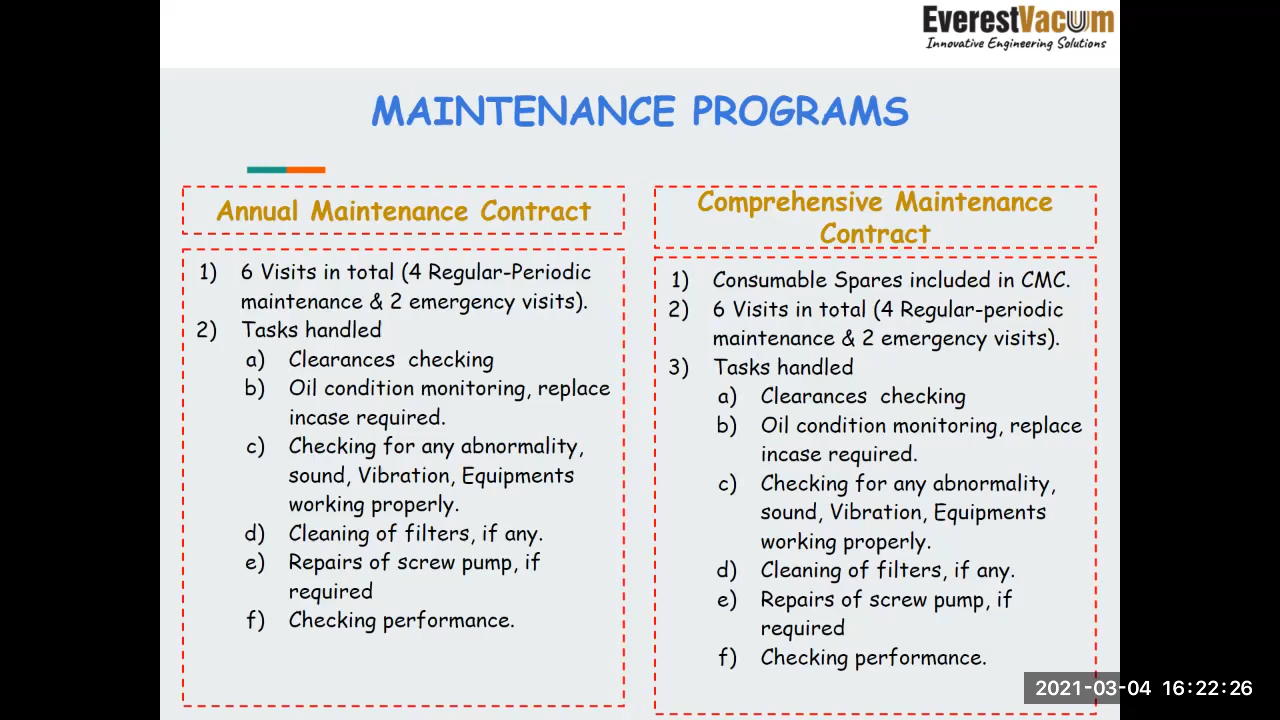 EverestVacuum
Innovative Engineering Solutions
MAINTENANCE PROGRAMS
Annual Maintenance Contract
1) 6 Visits in total (4 Regular-Periodic
maintenance & 2 emergency visits).
2) Tasks handled
a) Clearances checking
b) Oil condition monitoring, replace
incase required.
c) Checking for any abnormality,
sound, Vibration, Equipments
working properly.
d) Cleaning of filters, if any.
e) Repairs of screw pump, if
required
f) Checking performance.
Comprehensive Maintenance
Contract
1) Consumable Spares included in CMC.
2) 6 Visits in total (4 Regular-periodic
maintenance & 2 emergency visits).
3) Tasks handled
a) Clearances checking
b) Oil condition monitoring, replace
incase required.
c) Checking for any abnormality,
sound, Vibration, Equipments
working properly.
d) Cleaning of filters, if any.
e) Repairs of screw pump, if
required
f) Checking performance.
2021-03-04 16:22:26